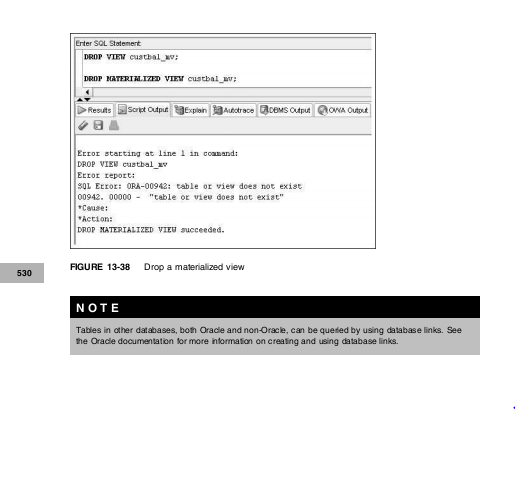 Enter SQL Statement:
DROP VIEW custbal_mv;
DROP MATERIALIZED VIEW custbal_mv;
Results Script Output Explain Autotrace DBMS Output OWA Output
Error starting at line 1 in command:
DROP VIEW custbal_mv
Error report:
SQL Error: ORA-00942: table or view does not exist
00942. 00000 - "table or view does not exist"
*Cause:
*Action:
DROP MATERIALIZED VIEW succeeded.
530
FIGURE 13-38 Drop a materialized view
NOTE
Tables in other databases, both Oracle and non-Oracle, can be queried by using database links. See
the Oracle documentation for more information on creating and using database links.